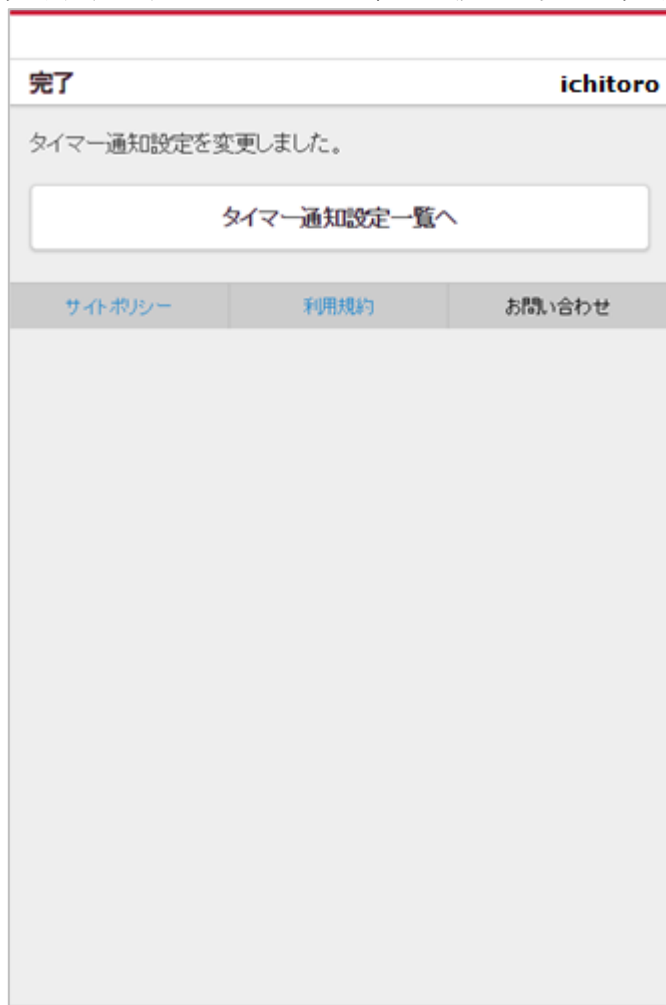 完了 ichitoro
タイマー通知設定を変更しました。
タイマー通知設定一覧へ
サイトポリシー 利用規約 お問い合わせ